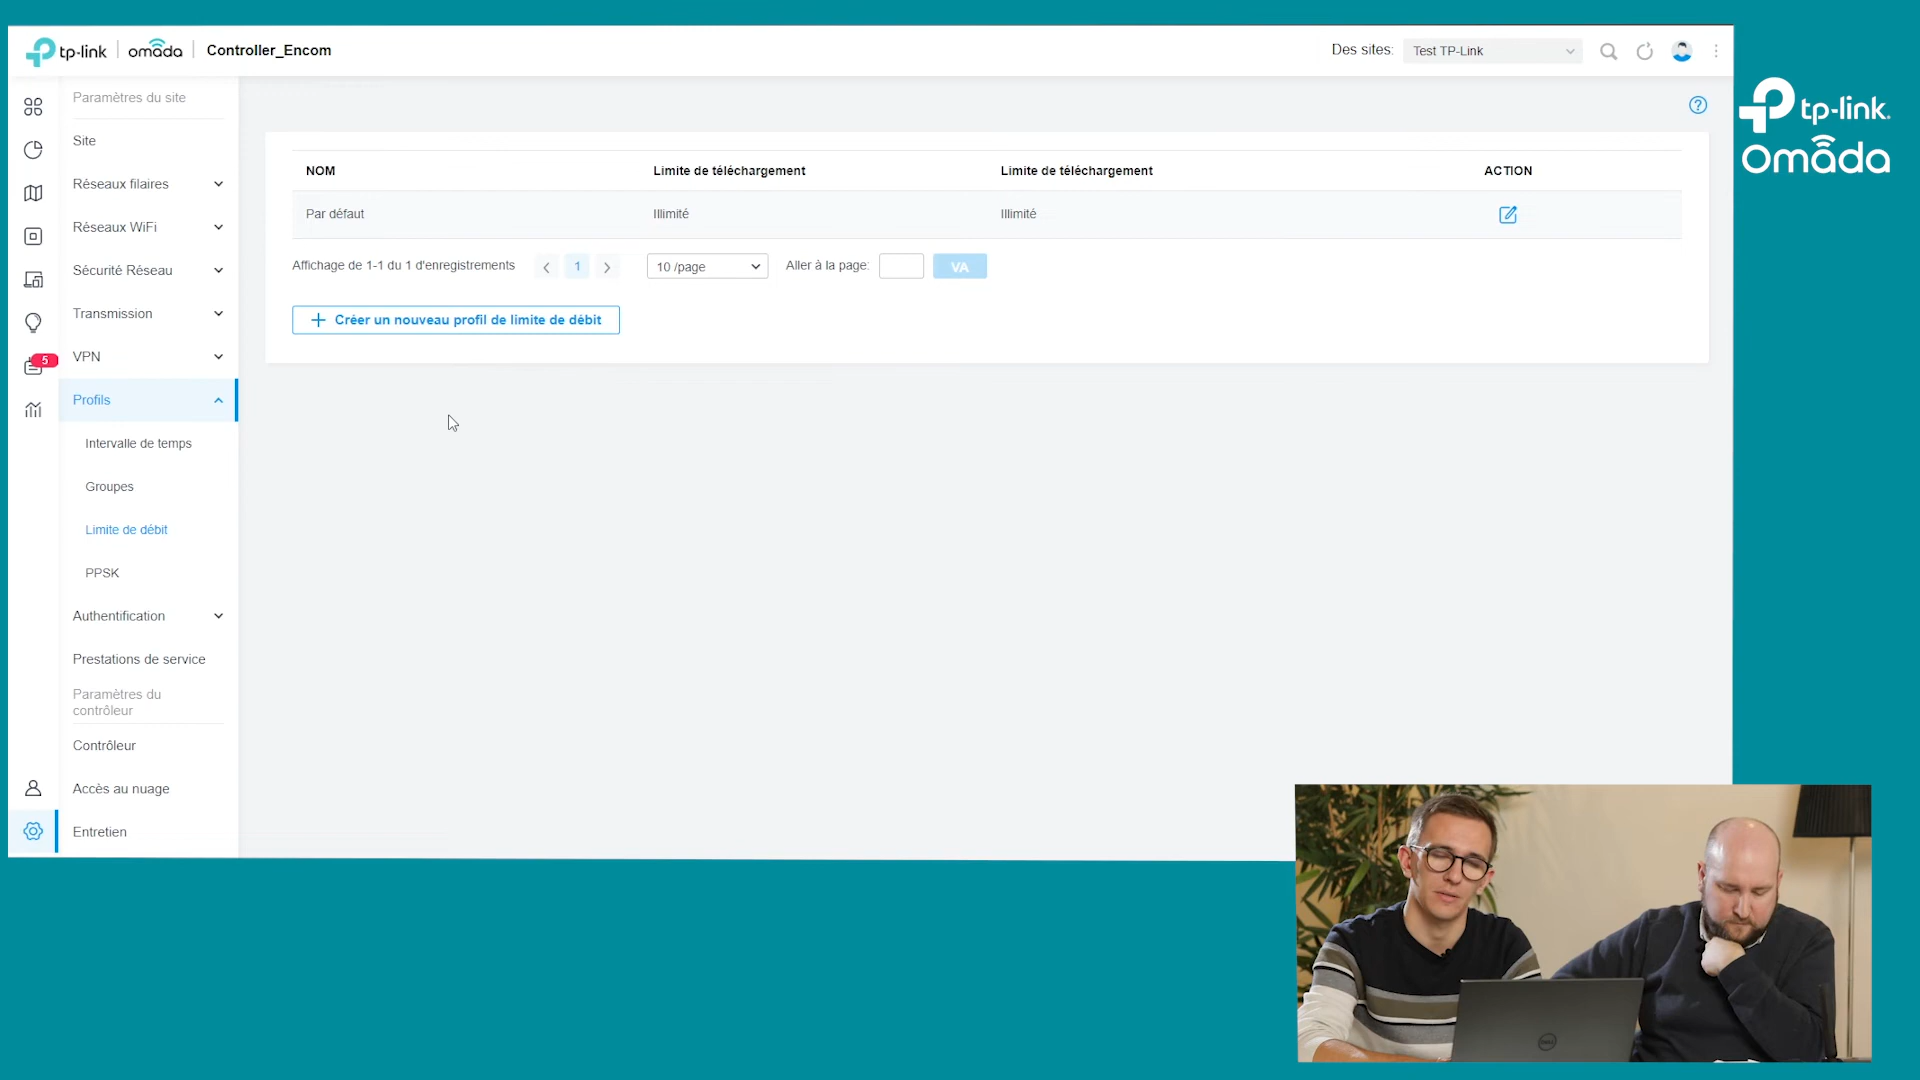 tp-link | omada | Controller_Encom
Des sites: Test TP-Link
tp-link
omada
Paramètres du site
Site
Réseaux filaires
Réseaux WiFi
Sécurité Réseau
Transmission
5
VPN
Profils
Intervalle de temps
Groupes
Limite de débit
PPSK
Authentification
Prestations de service
Paramètres du
contrôleur
Contrôleur
Accès au nuage
Entretien
?
NOM Limite de téléchargement Limite de téléchargement ACTION
Par défaut Illimité Illimité
Affichage de 1-1 du 1 d'enregistrements 1 10 /page Aller à la page: VA
+ Créer un nouveau profil de limite de débit
DELL